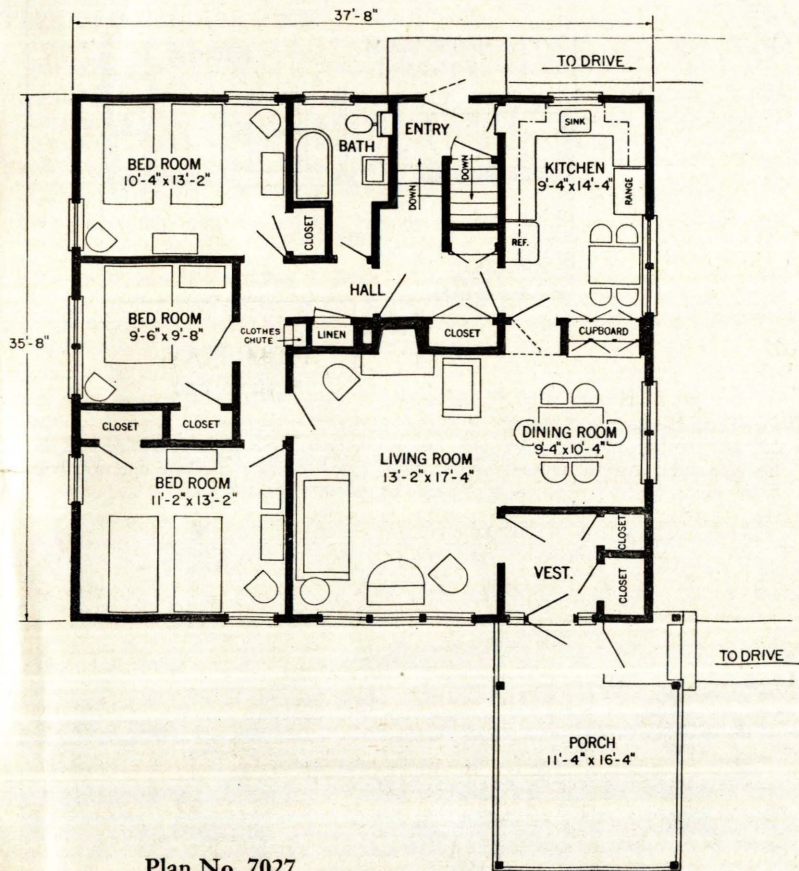 37'-8"
TO DRIVE
BED ROOM
10'-4" x 13'-2"
BATH
ENTRY
DOWN
DOWN
SINK
KITCHEN
9'-4" x 14'-4"
RANGE
REF.
CLOSET
HALL
35'-8"
BED ROOM
9'-6" x 9'-8"
CLOTHES
CHUTE
LINEN
CLOSET
CUPBOARD
CLOSET
CLOSET
LIVING ROOM
13'-2" x 17'-4"
DINING ROOM
9'-4" x 10'-4"
BED ROOM
11'-2" x 13'-2"
VEST.
CLOSET
CLOSET
TO DRIVE
PORCH
11'-4" x 16'-4"
Plan No. 7027